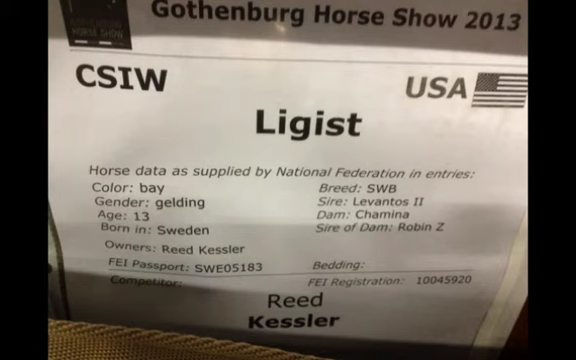 Gothenburg Horse Show 2013
HORSE SHOW
CSIW
USA
Ligist
Horse data as supplied by National Federation in entries:
Color: bay
Breed: SWB
Gender: gelding
Sire: Levantos II
Age: 13
Dam: Chamina
Born in: Sweden
Sire of Dam: Robin Z
Owners: Reed Kessler
FEI Passport: SWE05183
Bedding:
Competitor:
FEI Registration: 10045920
Reed
Kessler